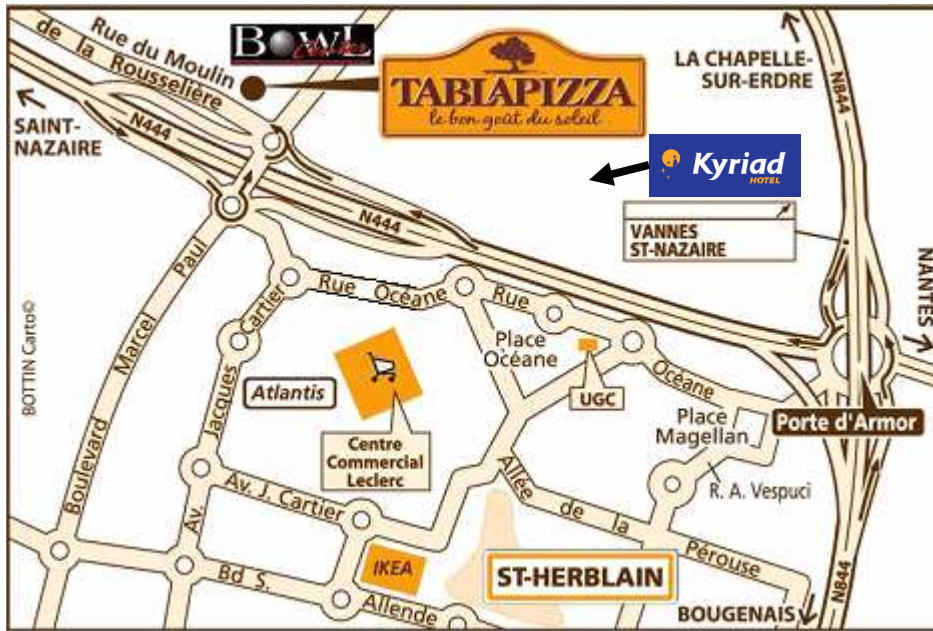 Rue du Moulin
de la Rousselière
BOWL
Center
TABLAPIZZA
le bon goût du soleil
LA CHAPELLE-
SUR-ERDRE
N844
SAINT-
NAZAIRE
N444
Kyriad
HOTEL
VANNES
ST-NAZAIRE
NANTES
N444
BOTTIN Carto©
Boulevard Marcel Paul
Av. Jacques Cartier
Rue Océane
Rue Océane
Place
Océane
UGC
Atlantis
Centre
Commercial
Leclerc
Place
Magellan
Porte d'Armor
R. A. Vespuci
Av. J. Cartier
Allée de la Pérouse
IKEA
ST-HERBLAIN
Bd S. Allende
BOUGENAIS
N844